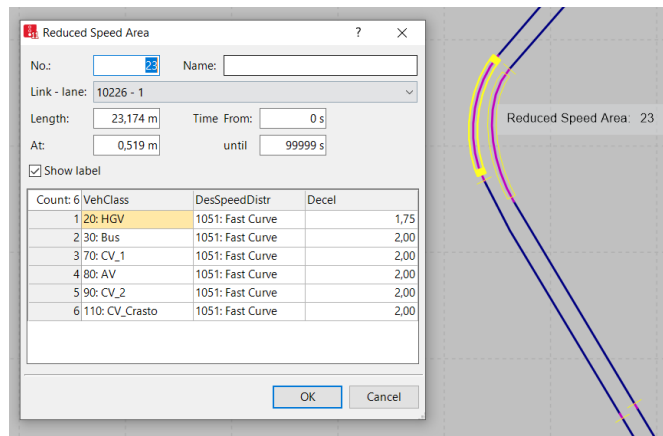 Reduced Speed Area ? ×
No.: 23 Name:
Link - lane: 10226 - 1
Length: 23,174 m Time From: 0 s
At: 0,519 m until 99999 s
Show label
Count: 6 VehClass DesSpeedDistr Decel
1 20: HGV 1051: Fast Curve 1,75
2 30: Bus 1051: Fast Curve 2,00
3 70: CV_1 1051: Fast Curve 2,00
4 80: AV 1051: Fast Curve 2,00
5 90: CV_2 1051: Fast Curve 2,00
6 110: CV_Crasto 1051: Fast Curve 2,00
OK Cancel
Reduced Speed Area: 23